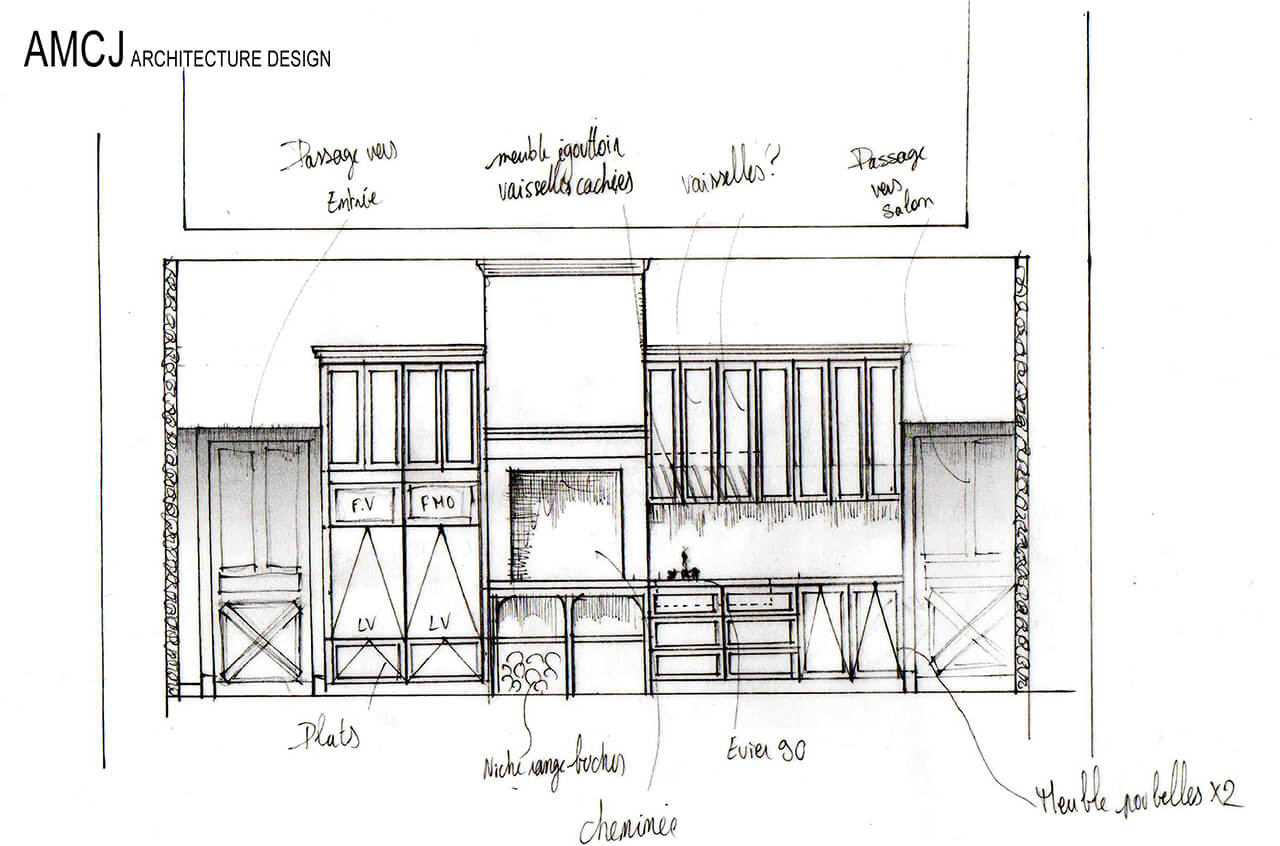 AMCJ ARCHITECTURE DESIGN
Passage vers
Entrée
meuble égouttoir
vaisselles cachées
vaisselles?
Passage
vers
salon
F.V
FMO
LV
LV
Plats
Niche range-buches
Evier 90
cheminée
Meuble poubelles x2